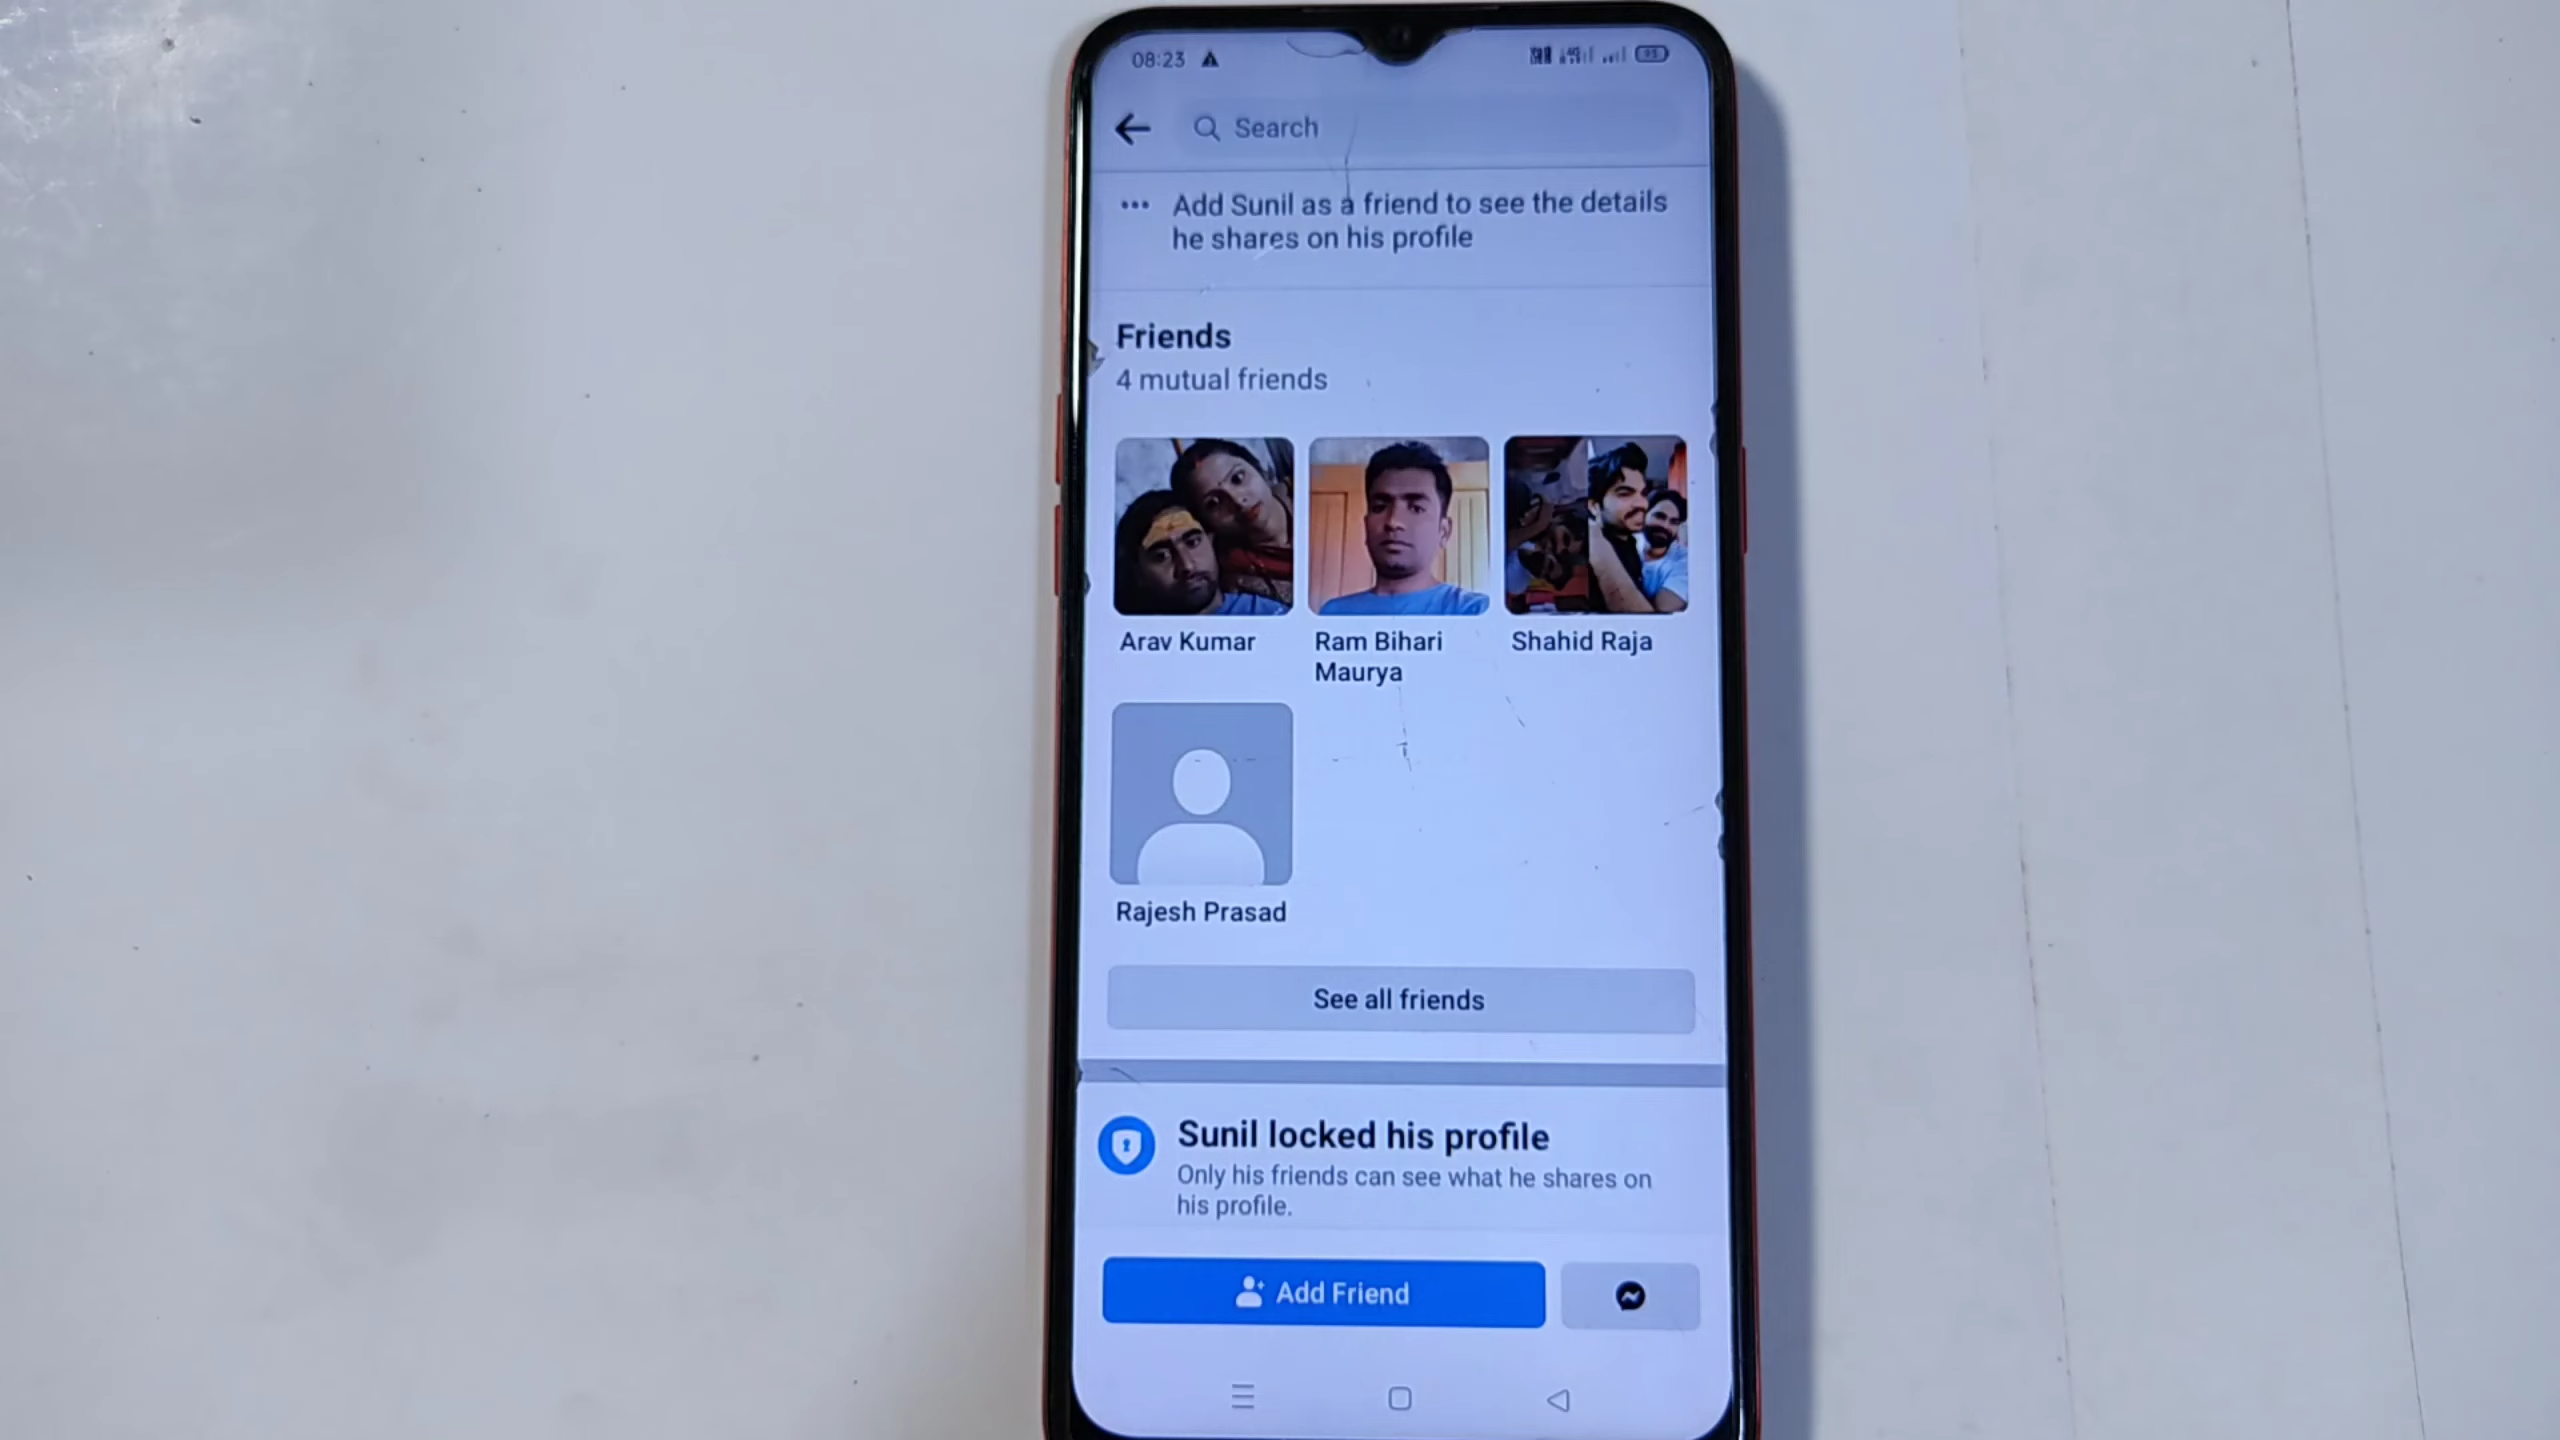 08:23
Search
Add Sunil as a friend to see the details
he shares on his profile
Friends
4 mutual friends
Arav Kumar
Ram Bihari
Maurya
Shahid Raja
Rajesh Prasad
See all friends
Sunil locked his profile
Only his friends can see what he shares on
his profile.
Add Friend